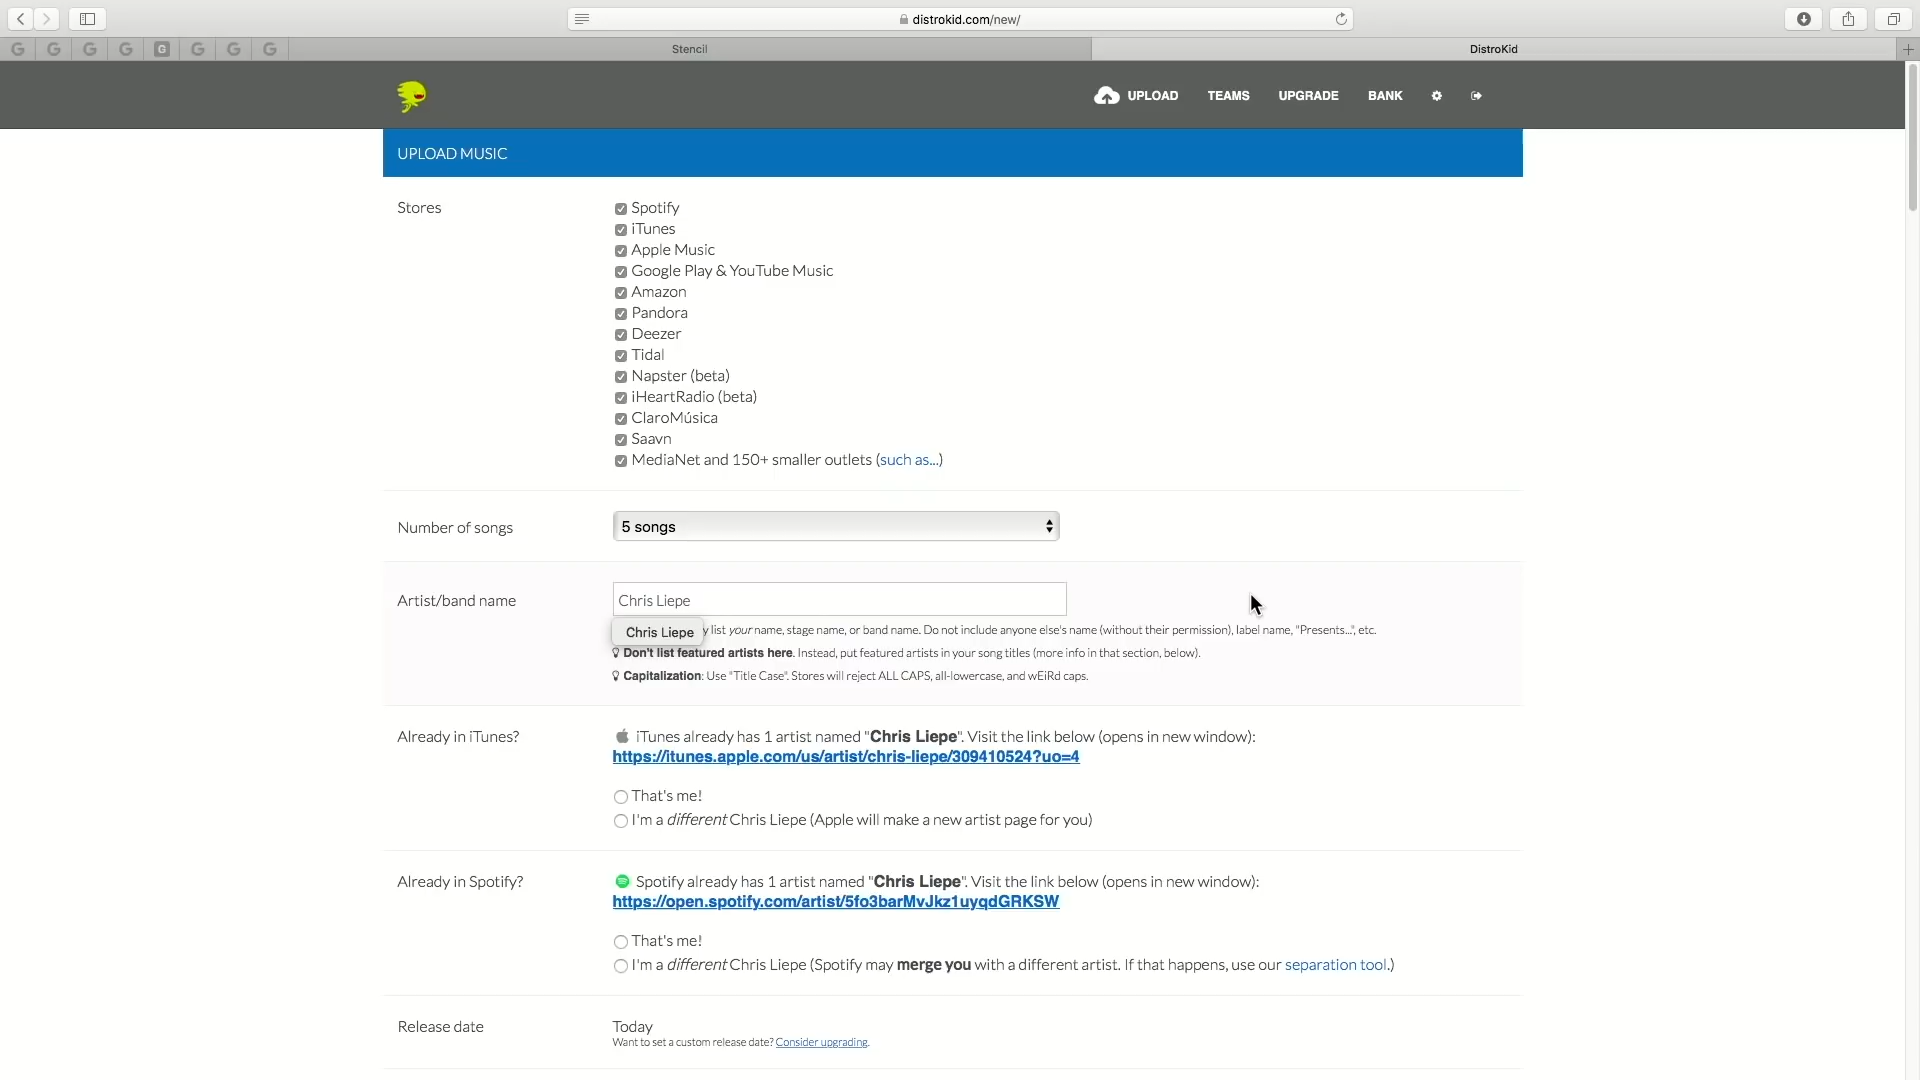 distrokid.com/new/
G G G G G G G G
Stencil
DistroKid
UPLOAD
TEAMS
UPGRADE
BANK
UPLOAD MUSIC
Stores
Spotify
iTunes
Apple Music
Google Play & YouTube Music
Amazon
Pandora
Deezer
Tidal
Napster (beta)
iHeartRadio (beta)
ClaroMúsica
Saavn
MediaNet and 150+ smaller outlets (such as...)
Number of songs
5 songs
Artist/band name
Chris Liepe
Chris Liepe
y list your name, stage name, or band name. Do not include anyone else's name (without their permission), label name, "Presents...", etc.
Don't list featured artists here. Instead, put featured artists in your song titles (more info in that section, below).
Capitalization: Use "Title Case". Stores will reject ALL CAPS, all-lowercase, and wEiRd caps.
Already in iTunes?
iTunes already has 1 artist named "Chris Liepe". Visit the link below (opens in new window):
https://itunes.apple.com/us/artist/chris-liepe/309410524?uo=4
That's me!
I'm a different Chris Liepe (Apple will make a new artist page for you)
Already in Spotify?
Spotify already has 1 artist named "Chris Liepe". Visit the link below (opens in new window):
https://open.spotify.com/artist/5fo3barMvJkz1uyqdGRKSW
That's me!
I'm a different Chris Liepe (Spotify may merge you with a different artist. If that happens, use our separation tool.)
Release date
Today
Want to set a custom release date? Consider upgrading.